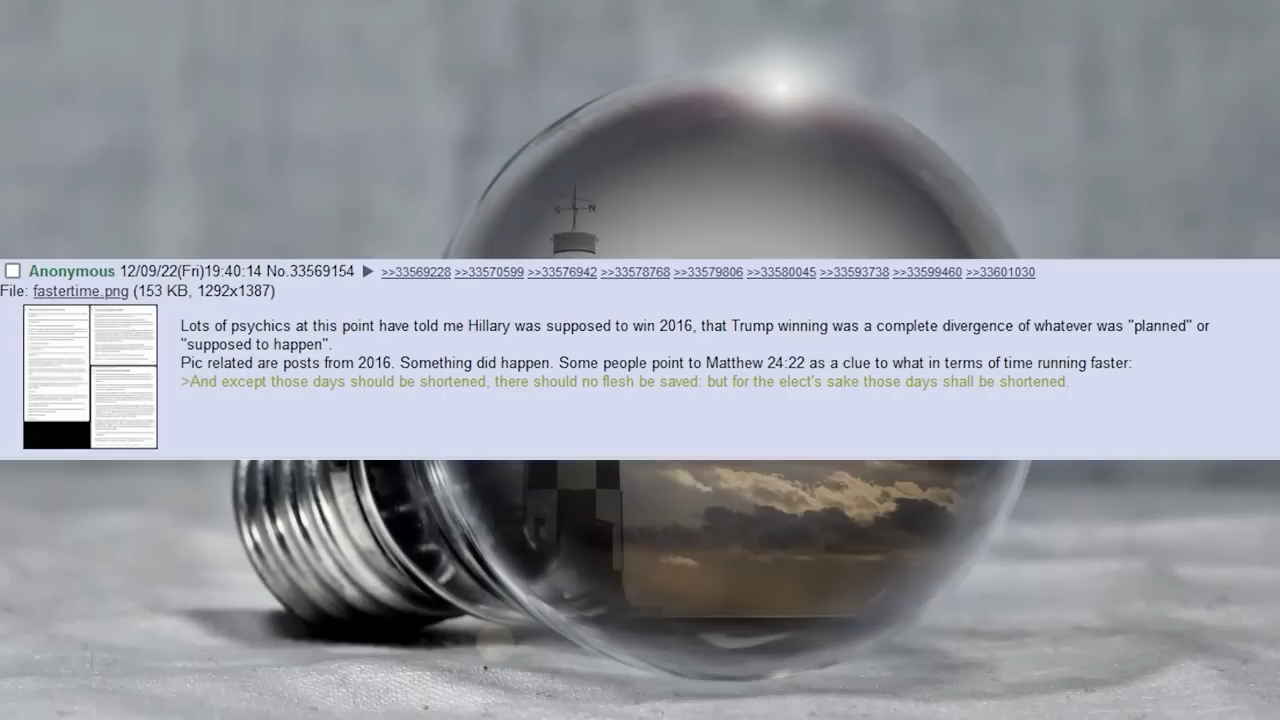 N
Anonymous 12/09/22(Fri)19:40:14 No.33569154 ▶ >>33569228 >>33570599 >>33576942 >>33578768 >>33579806 >>33580045 >>33593738 >>33599460 >>33601030
File: fastertime.png (153 KB, 1292x1387)
Lots of psychics at this point have told me Hillary was supposed to win 2016, that Trump winning was a complete divergence of whatever was "planned" or
"supposed to happen".
Pic related are posts from 2016. Something did happen. Some people point to Matthew 24:22 as a clue to what in terms of time running faster:
>And except those days should be shortened, there should no flesh be saved: but for the elect's sake those days shall be shortened.